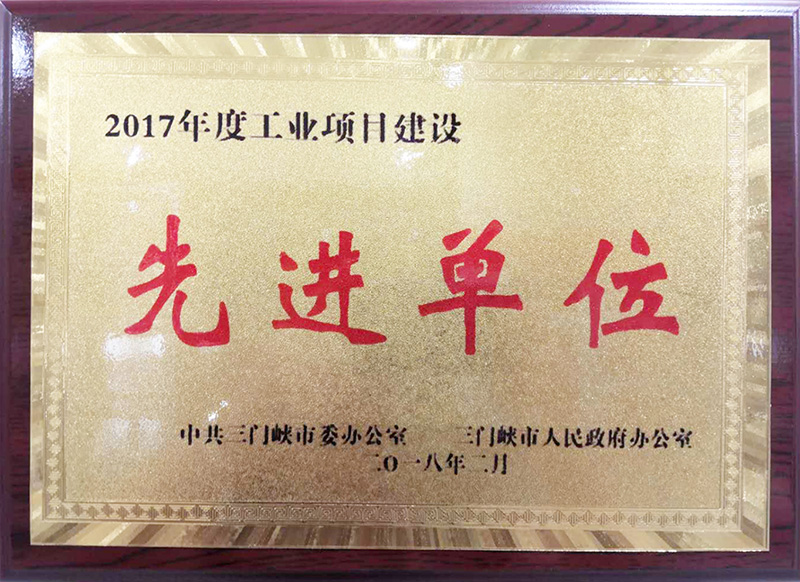 2017年度工业项目建设
先进单位
中共三门峡市委办公室 三门峡市人民政府办公室
二〇一八年二月